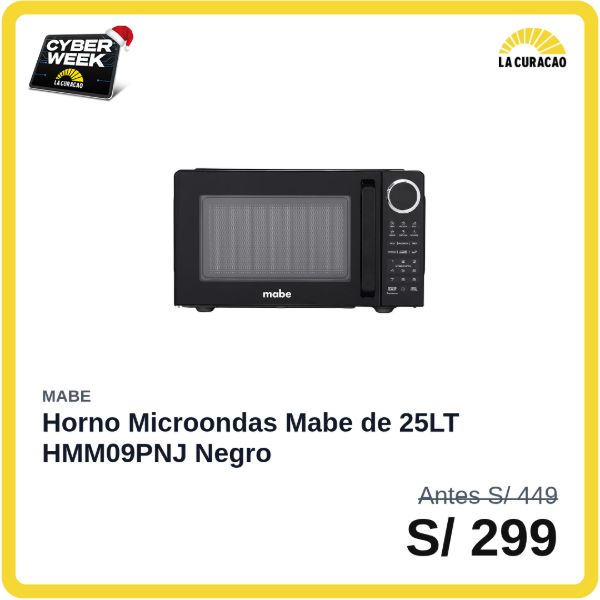 CYBER
WEEK
LA CURACAO
LA CURACAO
mabe
MABE
Horno Microondas Mabe de 25LT
HMM09PNJ Negro
Antes S/ 449
S/ 299